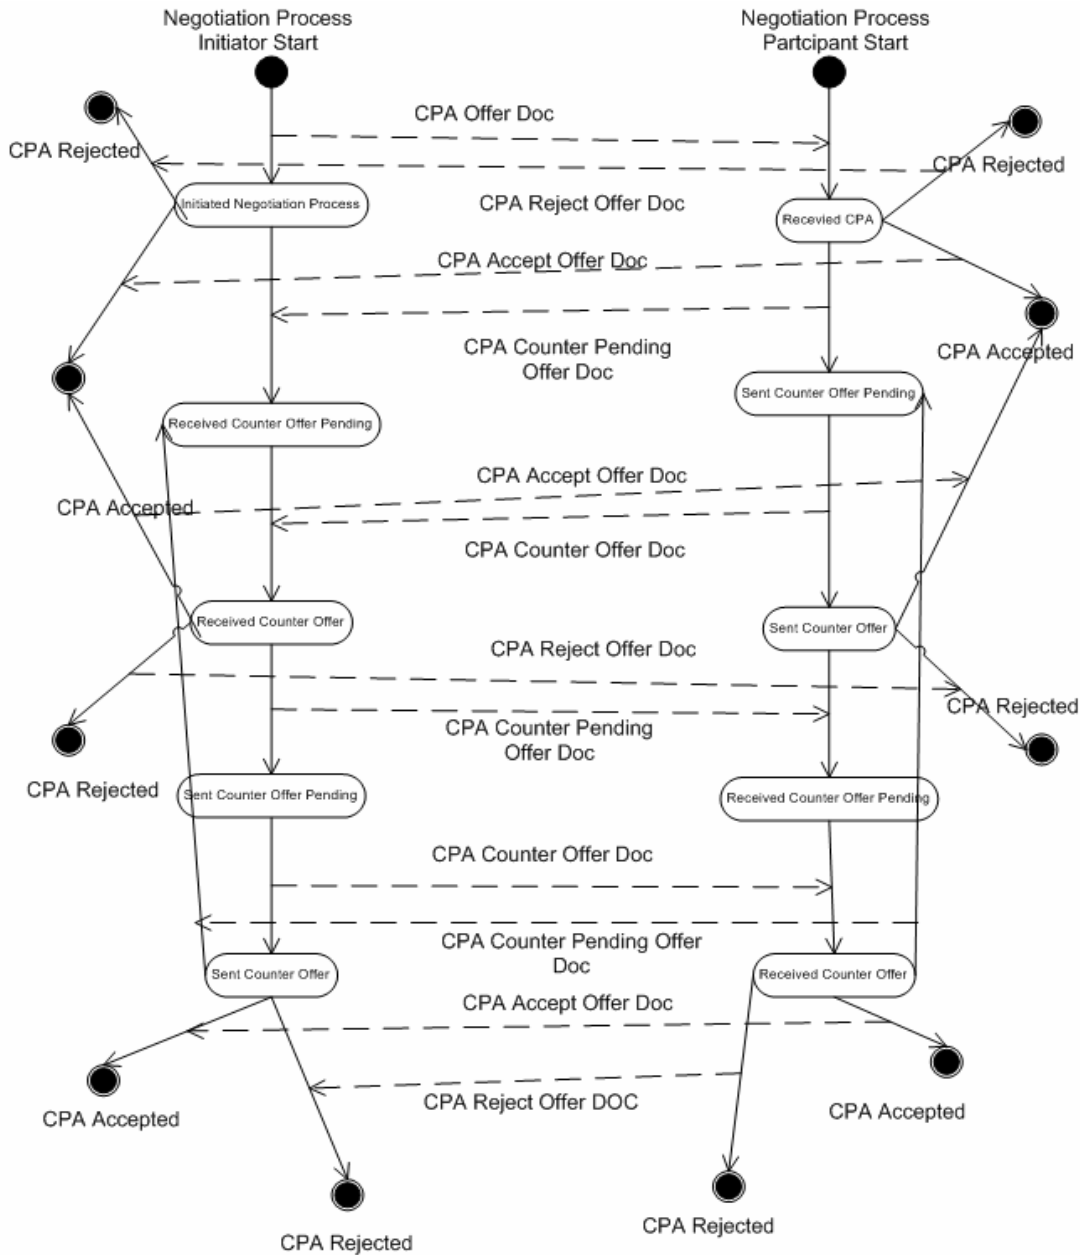 Negotiation Process
Initiator Start
Negotiation Process
Partcipant Start
CPA Offer Doc
CPA Rejected
CPA Rejected
CPA Reject Offer Doc
Initiated Negotiation Process
Recevied CPA
CPA Accept Offer Doc
CPA Counter Pending
Offer Doc
CPA Accepted
Sent Counter Offer Pending
Received Counter Offer Pending
CPA Accept Offer Doc
CPA Accepted
CPA Counter Offer Doc
Received Counter Offer
Sent Counter Offer
CPA Reject Offer Doc
CPA Rejected
CPA Counter Pending
Offer Doc
CPA Rejected
Sent Counter Offer Pending
Received Counter Offer Pending
CPA Counter Offer Doc
CPA Counter Pending Offer
Doc
Sent Counter Offer
Received Counter Offer
CPA Accept Offer Doc
CPA Accepted
CPA Reject Offer DOC
CPA Accepted
CPA Rejected
CPA Rejected